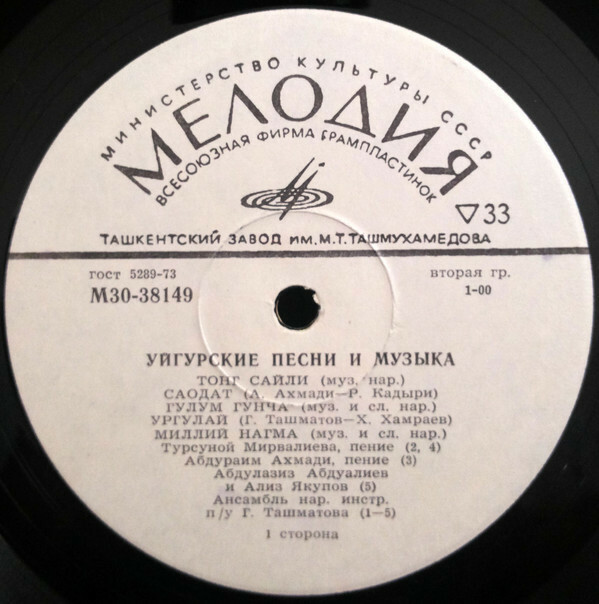 МИНИСТЕРСТВО КУЛЬТУРЫ СССР
МЕЛОДИЯ
ВСЕСОЮЗНАЯ ФИРМА ГРАМПЛАСТИНОК
▽33
ТАШКЕНТСКИЙ ЗАВОД ИМ. М.Т. ТАШМУХАМЕДОВА
гост 5289-73
вторая гр.
М30-38149
1-00
УЙГУРСКИЕ ПЕСНИ И МУЗЫКА
ТОНГ САЙЛИ (муз. нар.)
САОДАТ (А. Ахмади—Р. Кадыри)
ГУЛУМ ГУНЧА (муз. и сл. нар.)
УРГУЛАЙ (Г. Ташматов—Х. Хамраев)
МИЛЛИЙ НАГМА (муз. и сл. нар.)
Турсуной Мирвалиева, пение (2, 4)
Абдураим Ахмади, пение (3)
Абдулазиз Абдуалиев
и Ализ Якупов (5)
Ансамбль нар. инстр.
п/у Г. Ташматова (1—5)
1 сторона